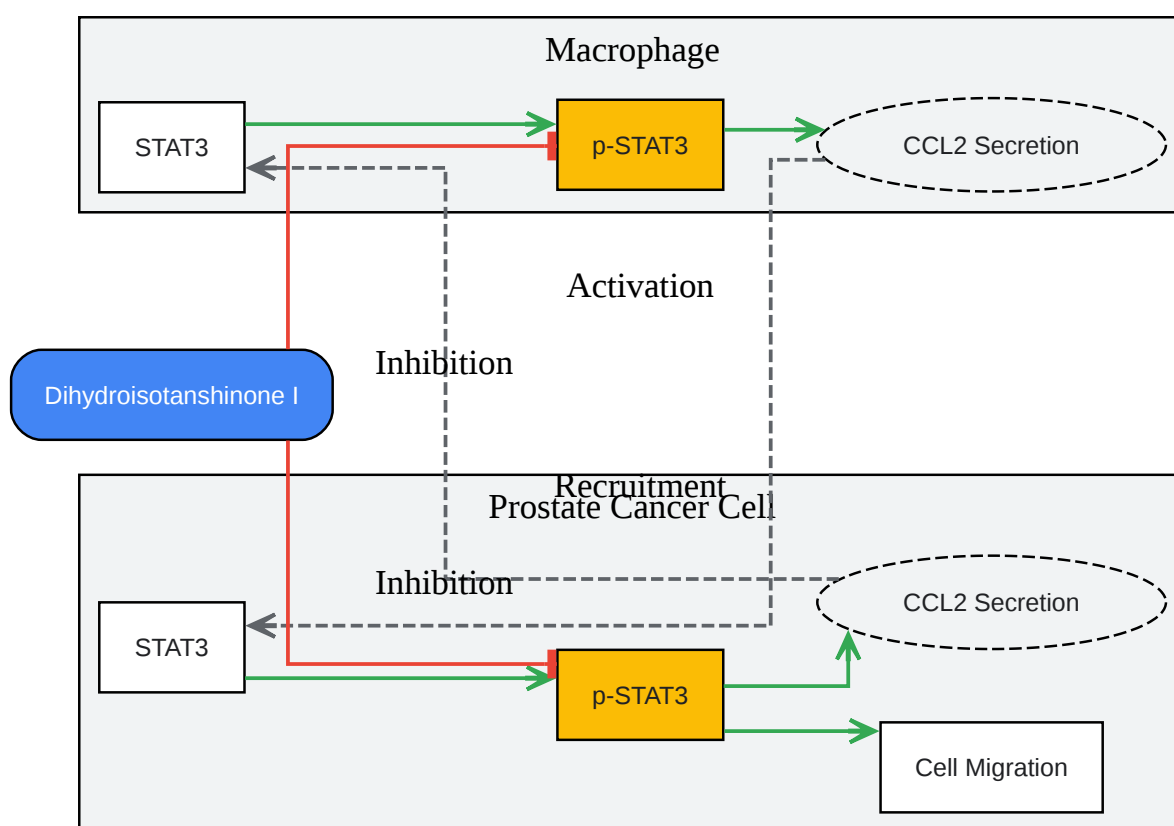 Macrophage
STAT3
p-STAT3
CCL2 Secretion
Activation
Inhibition
Dihydroisotanshinone I
Recruitment
Prostate Cancer Cell
Inhibition
CCL2 Secretion
STAT3
p-STAT3
Cell Migration